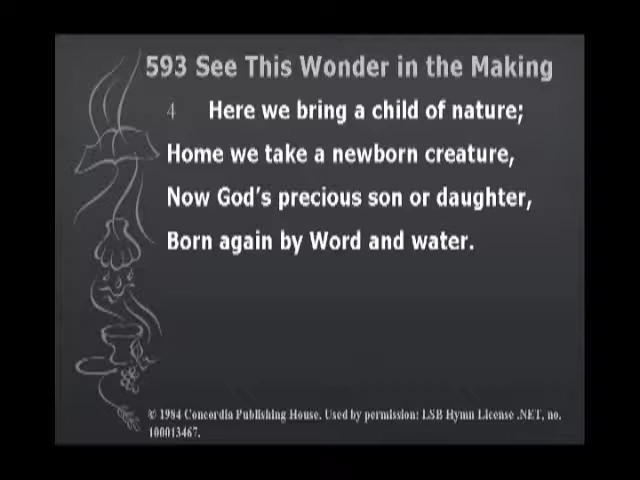 593 See This Wonder in the Making
4 Here we bring a child of nature;
Home we take a newborn creature,
Now God's precious son or daughter,
Born again by Word and water.
© 1984 Concordia Publishing House. Used by permission: LSB Hymn License .NET, no.
100013467.